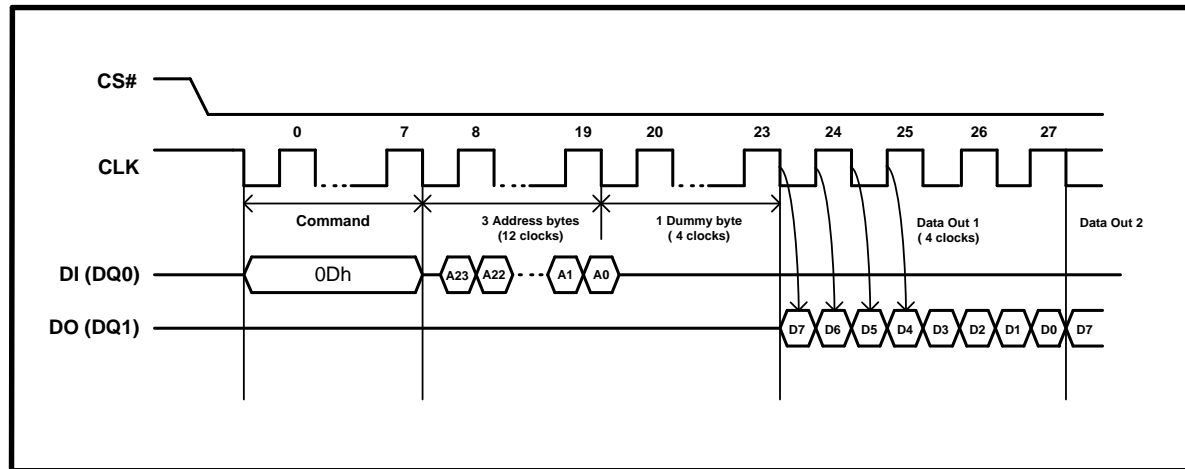 CS#
0 7 8 19 20 23 24 25 26 27
CLK
Command
3 Address bytes
(12 clocks)
1 Dummy byte
( 4 clocks)
Data Out 1
( 4 clocks)
Data Out 2
DI (DQ0)
0Dh
A23 A22 A1 A0
DO (DQ1)
D7 D6 D5 D4 D3 D2 D1 D0 D7